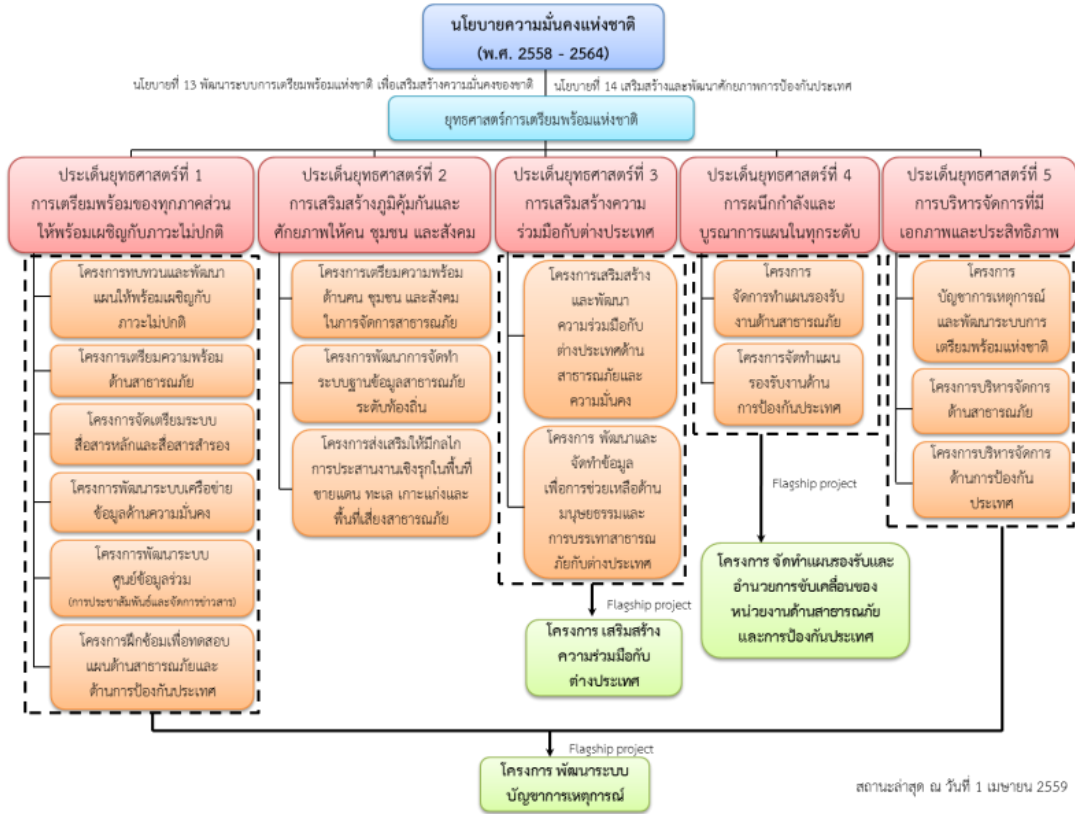 นโยบายความมั่นคงแห่งชาติ
(พ.ศ. 2558 - 2564)
นโยบายที่ 13 พัฒนาระบบการเตรียมพร้อมแห่งชาติ เพื่อเสริมสร้างความมั่นคงของชาติ
นโยบายที่ 14 เสริมสร้างและพัฒนาศักยภาพการป้องกันประเทศ
ยุทธศาสตร์การเตรียมพร้อมแห่งชาติ
ประเด็นยุทธศาสตร์ที่ 1
การเตรียมพร้อมของทุกภาคส่วน
ให้พร้อมเผชิญกับภาวะไม่ปกติ
โครงการทบทวนและพัฒนา
แผนให้พร้อมเผชิญกับ
ภาวะไม่ปกติ
โครงการเตรียมความพร้อม
ด้านสาธารณภัย
โครงการจัดเตรียมระบบ
สื่อสารหลักและสื่อสารสำรอง
โครงการพัฒนาระบบเครือข่าย
ข้อมูลด้านความมั่นคง
โครงการพัฒนาระบบ
ศูนย์ข้อมูลร่วม
(การประชาสัมพันธ์และจัดการข่าวสาร)
โครงการฝึกซ้อมเพื่อทดสอบ
แผนด้านสาธารณภัยและ
ด้านการป้องกันประเทศ
ประเด็นยุทธศาสตร์ที่ 2
การเสริมสร้างภูมิคุ้มกันและ
ศักยภาพให้คน ชุมชน และสังคม
โครงการเตรียมความพร้อม
ด้านคน ชุมชน และสังคม
ในการจัดการสาธารณภัย
โครงการพัฒนาการจัดทำ
ระบบฐานข้อมูลสาธารณภัย
ระดับท้องถิ่น
โครงการส่งเสริมให้มีกลไก
การประสานงานเชิงรุกในพื้นที่
ชายแดน ทะเล เกาะแก่งและ
พื้นที่เสี่ยงสาธารณภัย
ประเด็นยุทธศาสตร์ที่ 3
การเสริมสร้างความ
ร่วมมือกับต่างประเทศ
โครงการเสริมสร้าง
และพัฒนา
ความร่วมมือกับ
ต่างประเทศด้าน
สาธารณภัยและ
ความมั่นคง
โครงการ พัฒนาและ
จัดทำข้อมูล
เพื่อการช่วยเหลือด้าน
มนุษยธรรมและ
การบรรเทาสาธารณ
ภัยกับต่างประเทศ
Flagship project
โครงการ เสริมสร้าง
ความร่วมมือกับ
ต่างประเทศ
ประเด็นยุทธศาสตร์ที่ 4
การผนึกกำลังและ
บูรณาการแผนในทุกระดับ
โครงการ
จัดการทำแผนรองรับ
งานด้านสาธารณภัย
โครงการจัดทำแผน
รองรับงานด้าน
การป้องกันประเทศ
Flagship project
โครงการ จัดทำแผนรองรับและ
อำนวยการขับเคลื่อนของ
หน่วยงานด้านสาธารณภัย
และการป้องกันประเทศ
ประเด็นยุทธศาสตร์ที่ 5
การบริหารจัดการที่มี
เอกภาพและประสิทธิภาพ
โครงการ
บัญชาการเหตุการณ์
และพัฒนาระบบการ
เตรียมพร้อมแห่งชาติ
โครงการบริหารจัดการ
ด้านสาธารณภัย
โครงการบริหารจัดการ
ด้านการป้องกัน
ประเทศ
Flagship project
โครงการ พัฒนาระบบ
บัญชาการเหตุการณ์
สถานะล่าสุด ณ วันที่ 1 เมษายน 2559